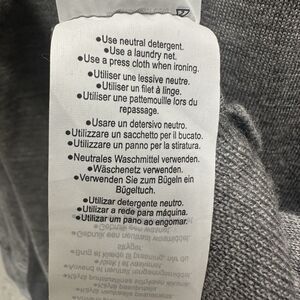 •Use neutral detergent.
•Use a laundry net.
•Use a press cloth when ironing.
•Utiliser une lessive neutre.
•Utiliser un filet à linge.
•Utiliser une pattemouille lors du
repassage.
•Usare un detersivo neutro.
•Utilizzare un sacchetto per il bucato.
•Utilizzare un panno per la stiratura.
•Neutrales Waschmittel verwenden.
•Wäschenetz verwenden.
•Verwenden Sie zum Bügeln ein
Bügeltuch.
•Utilizar detergente neutro.
•Utilizar a rede para máquina.
•Utilizar um pano ao engomar.